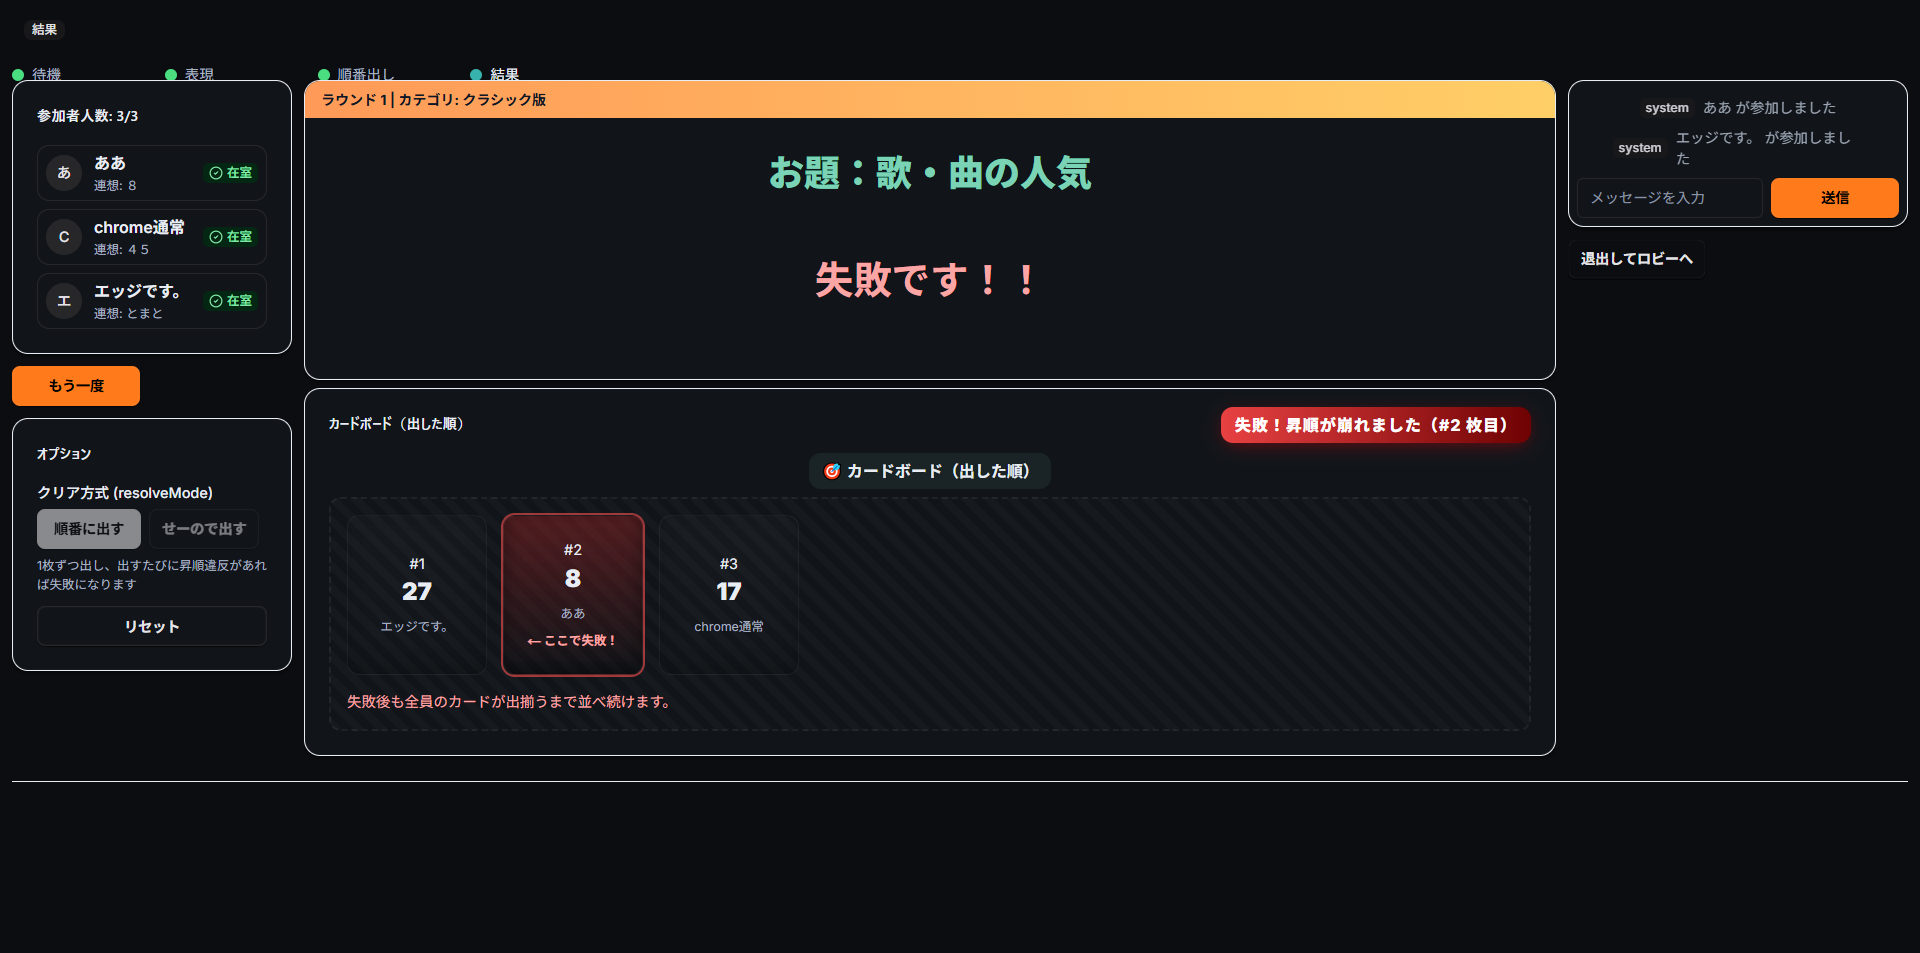 結果
待機
表現
順番出し
結果
参加者人数: 3/3
あ
ああ
連想: 8
在室
C
chrome通常
連想: 4 5
在室
エ
エッジです。
連想: とまと
在室
もう一度
オプション
クリア方式 (resolveMode)
順番に出す
せーので出す
1枚ずつ出し、出すたびに昇順違反があれ
ば失敗になります
リセット
ラウンド 1 | カテゴリ: クラシック版
お題：歌・曲の人気
失敗です！！
カードボード（出した順）
失敗！昇順が崩れました（#2 枚目）
🎯 カードボード（出した順）
#1
27
エッジです。
#2
8
ああ
← ここで失敗！
#3
17
chrome通常
失敗後も全員のカードが出揃うまで並べ続けます。
system ああ が参加しました
system エッジです。 が参加しまし
た
メッセージを入力
送信
退出してロビーへ